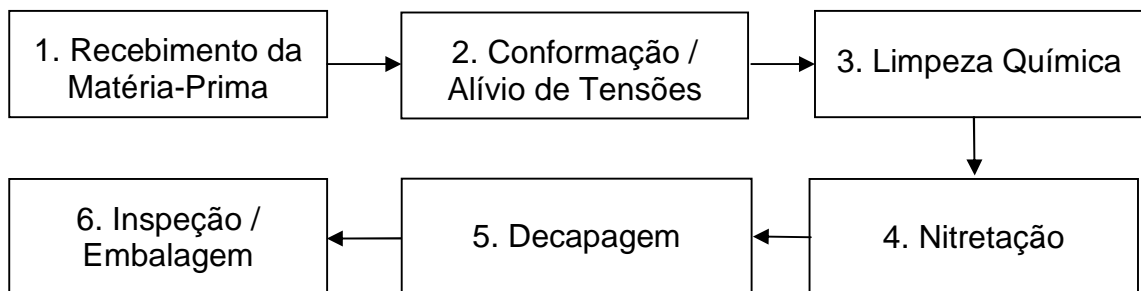 1. Recebimento da
Matéria-Prima
2. Conformação /
Alívio de Tensões
3. Limpeza Química
4. Nitretação
5. Decapagem
6. Inspeção /
Embalagem